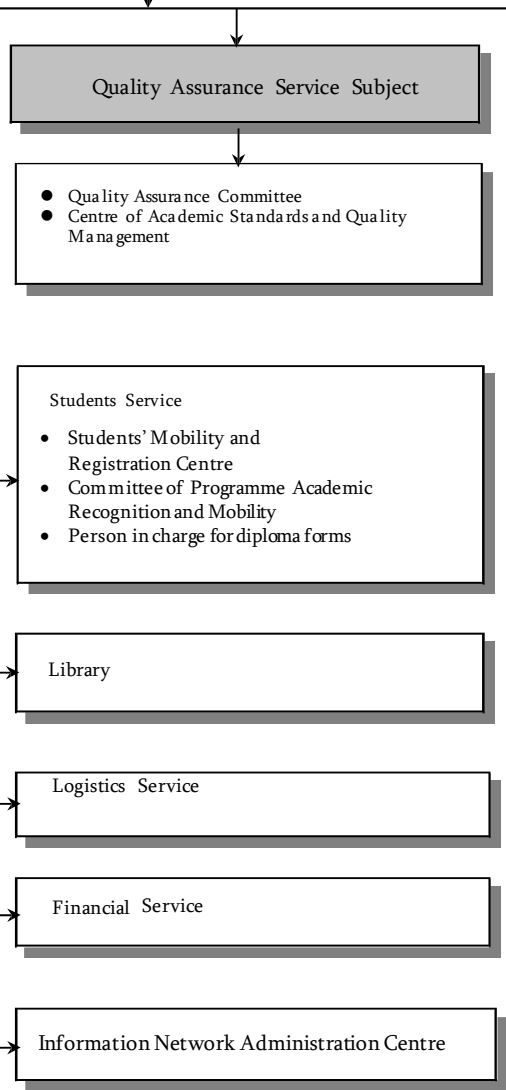 Quality Assurance Service Subject
● Quality Assurance Committee
● Centre of Academic Standards and Quality
Management
Students Service
• Students’ Mobility and
Registration Centre
• Committee of Programme Academic
Recognition and Mobility
• Person in charge for diploma forms
Library
Logistics Service
Financial Service
Information Network Administration Centre